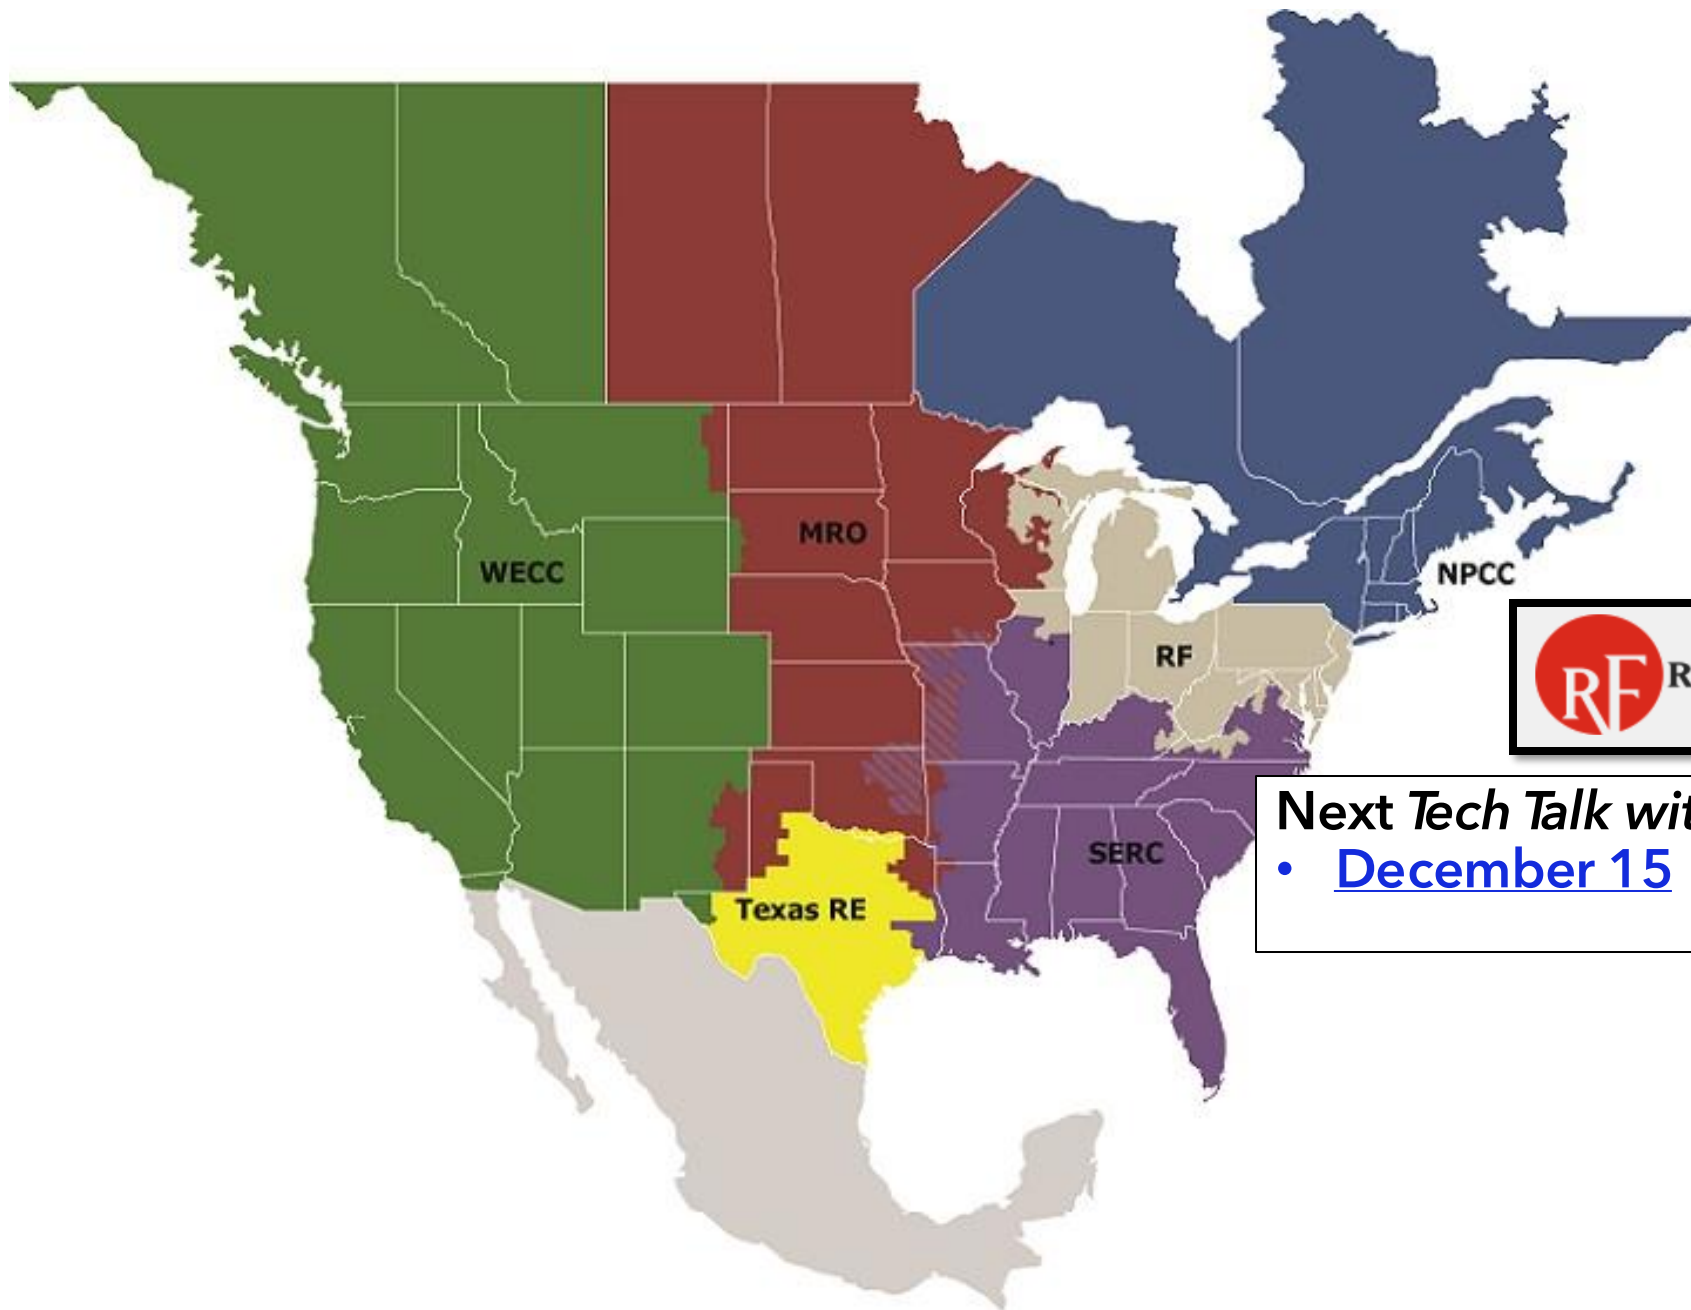 MRO
WECC
NPCC
RF
RF
Next Tech Talk
• December 15
SERC
Texas RE